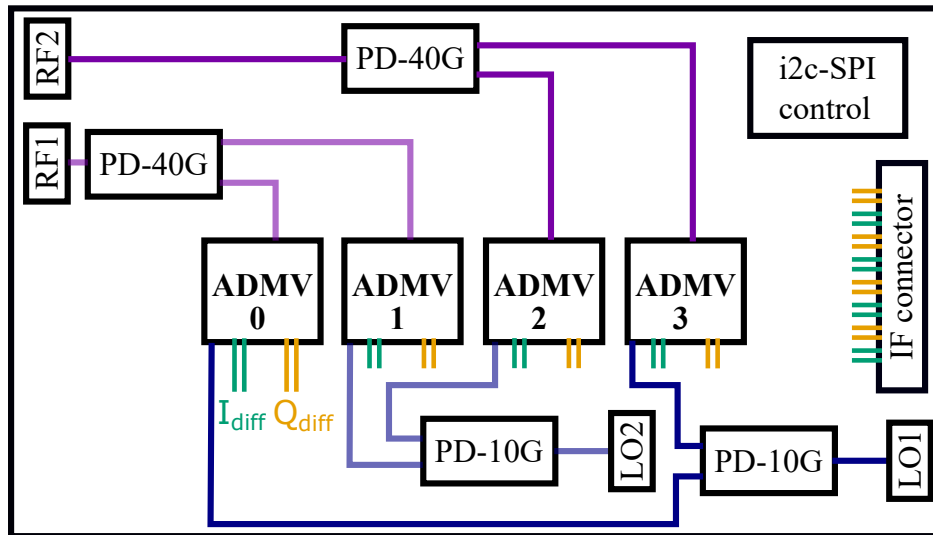 RF2
PD-40G
i2c-SPI
control
RF1
PD-40G
IF connector
ADMV
0
ADMV
1
ADMV
2
ADMV
3
Idiff
Qdiff
PD-10G
LO2
PD-10G
LO1